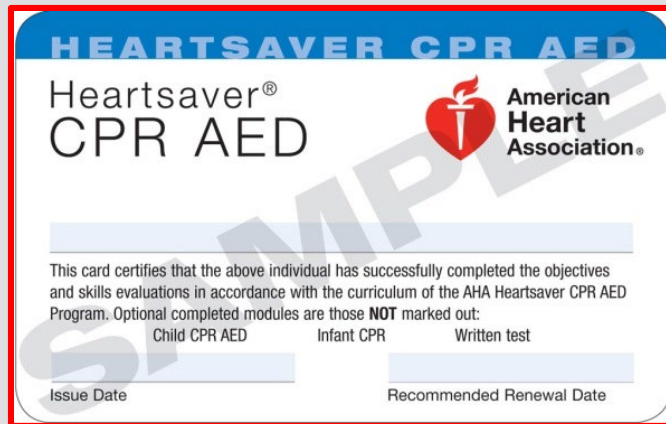 HEARTSAVER CPR AED
Heartsaver®
CPR AED
American
Heart
Association®
SAMPLE
This card certifies that the above individual has successfully completed the objectives
and skills evaluations in accordance with the curriculum of the AHA Heartsaver CPR AED
Program. Optional completed modules are those NOT marked out:
Child CPR AED Infant CPR Written test
Issue Date Recommended Renewal Date